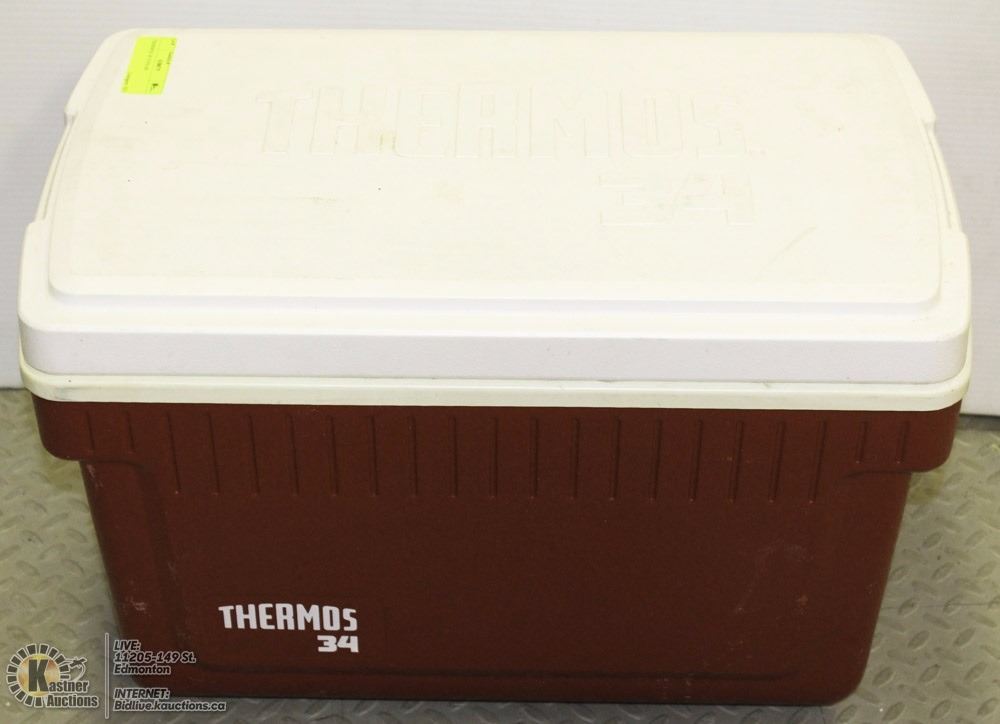 THERMOS
34
THERMOS
34
Kastner
Auctions
LIVE:
11205-149 St.
Edmonton
INTERNET:
Bidlive.kauctions.ca